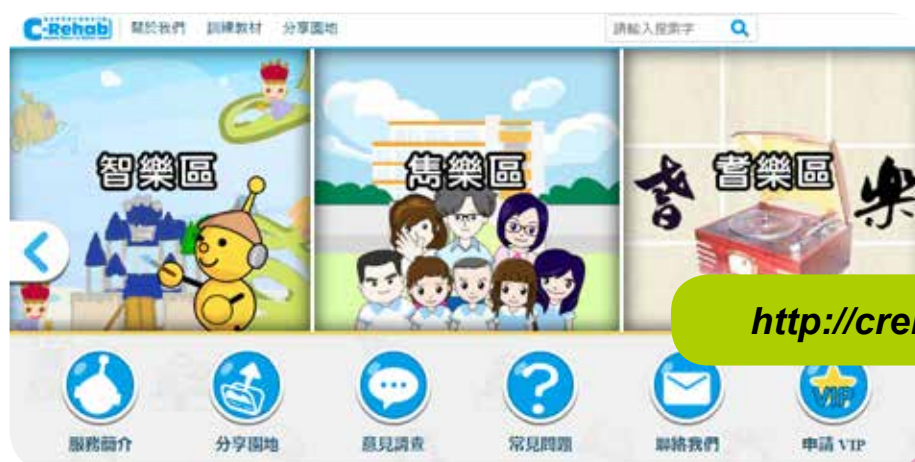 C-Rehab 關於我們 訓練教材 分享園地 請輸入搜索字
智樂區 雋樂區 耆樂區
耆 樂
http://crel
服務簡介 分享園地 意見調查 常見問題 聯絡我們 申請 VIP
VIP